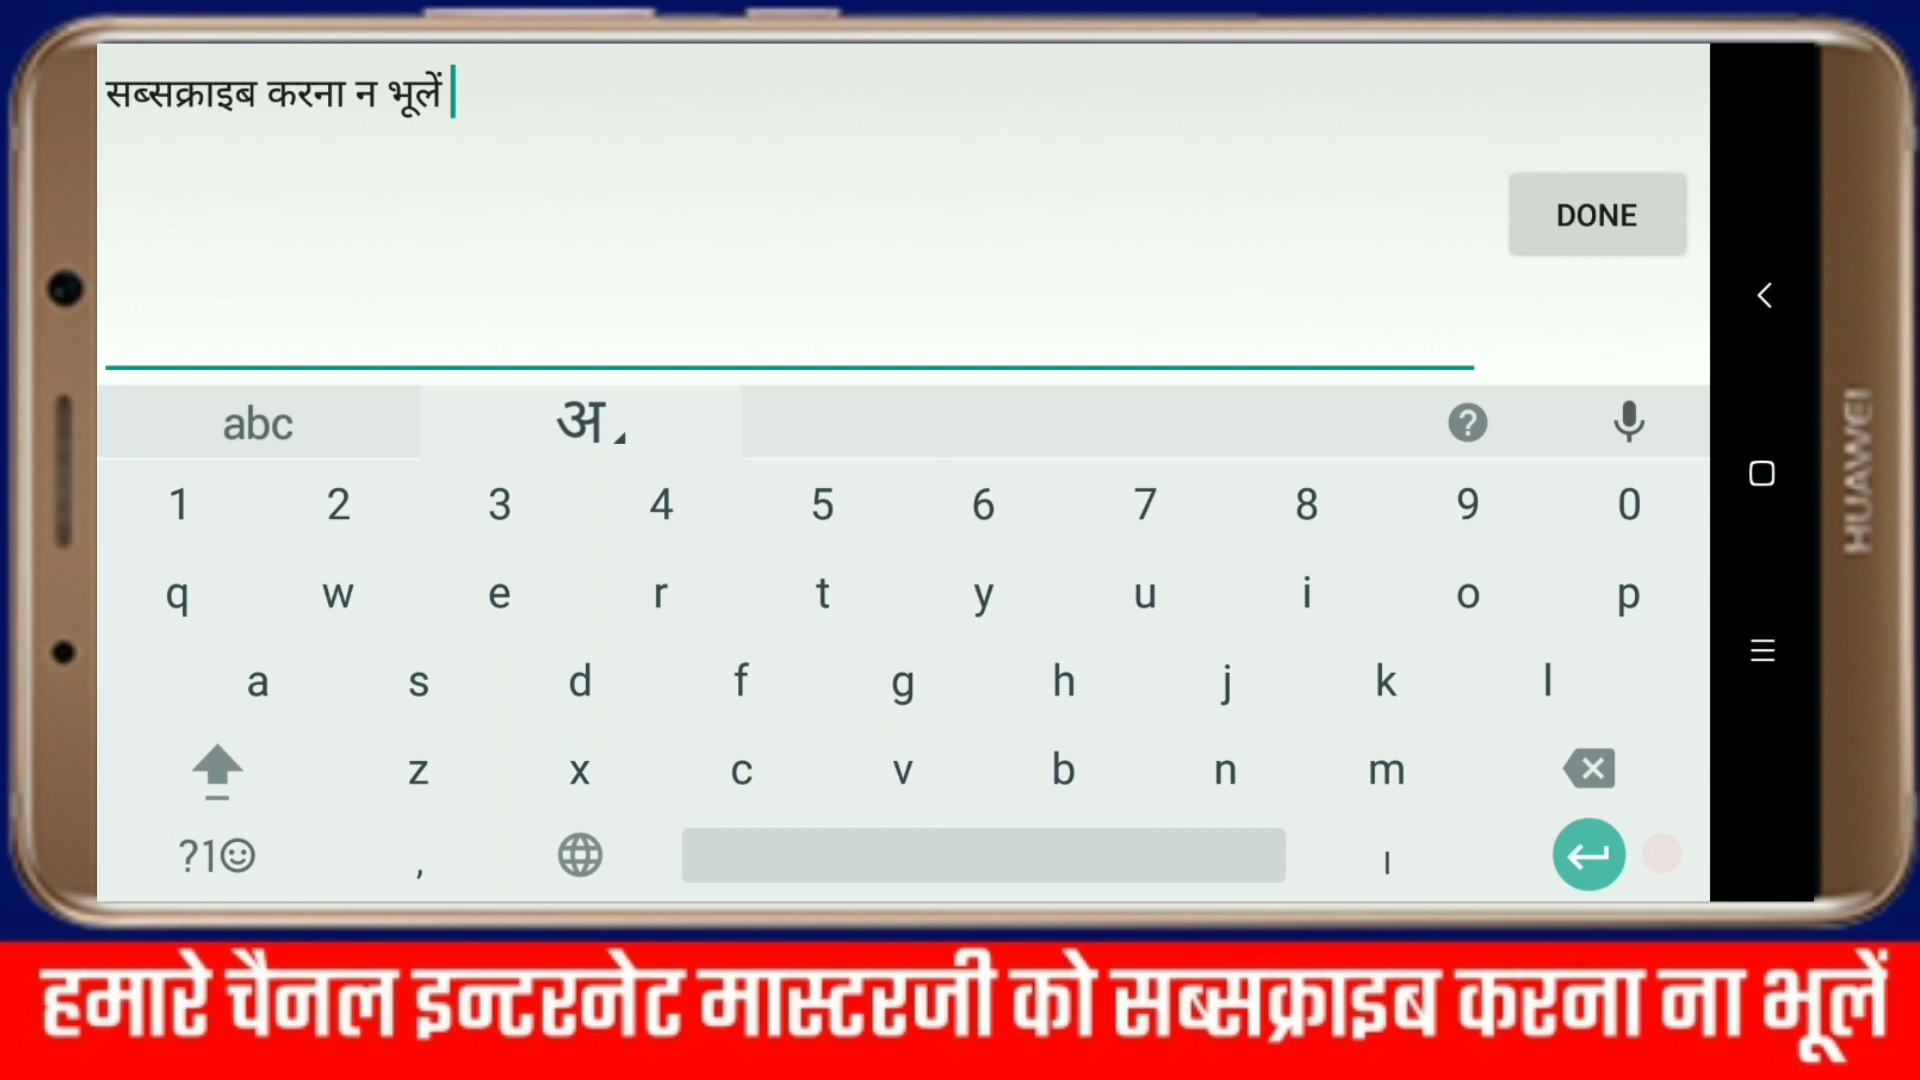 सब्सक्राइब करना न भूलें
DONE
abc अ
1 2 3 4 5 6 7 8 9 0
q w e r t y u i o p
a s d f g h j k l
z x c v b n m
?1☺ , ।
HUAWEI
हमारे चैनल इन्टरनेट मास्टरजी को सब्सक्राइब करना ना भूलें